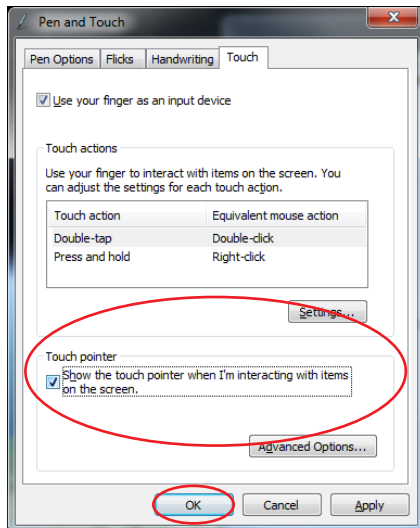 Pen and Touch
Pen Options Flicks Handwriting Touch
Use your finger as an input device
Touch actions
Use your finger to interact with items on the screen. You
can adjust the settings for each touch action.
Touch action Equivalent mouse action
Double-tap Double-click
Press and hold Right-click
Settings...
Touch pointer
Show the touch pointer when I'm interacting with items
on the screen.
Advanced Options...
OK Cancel Apply